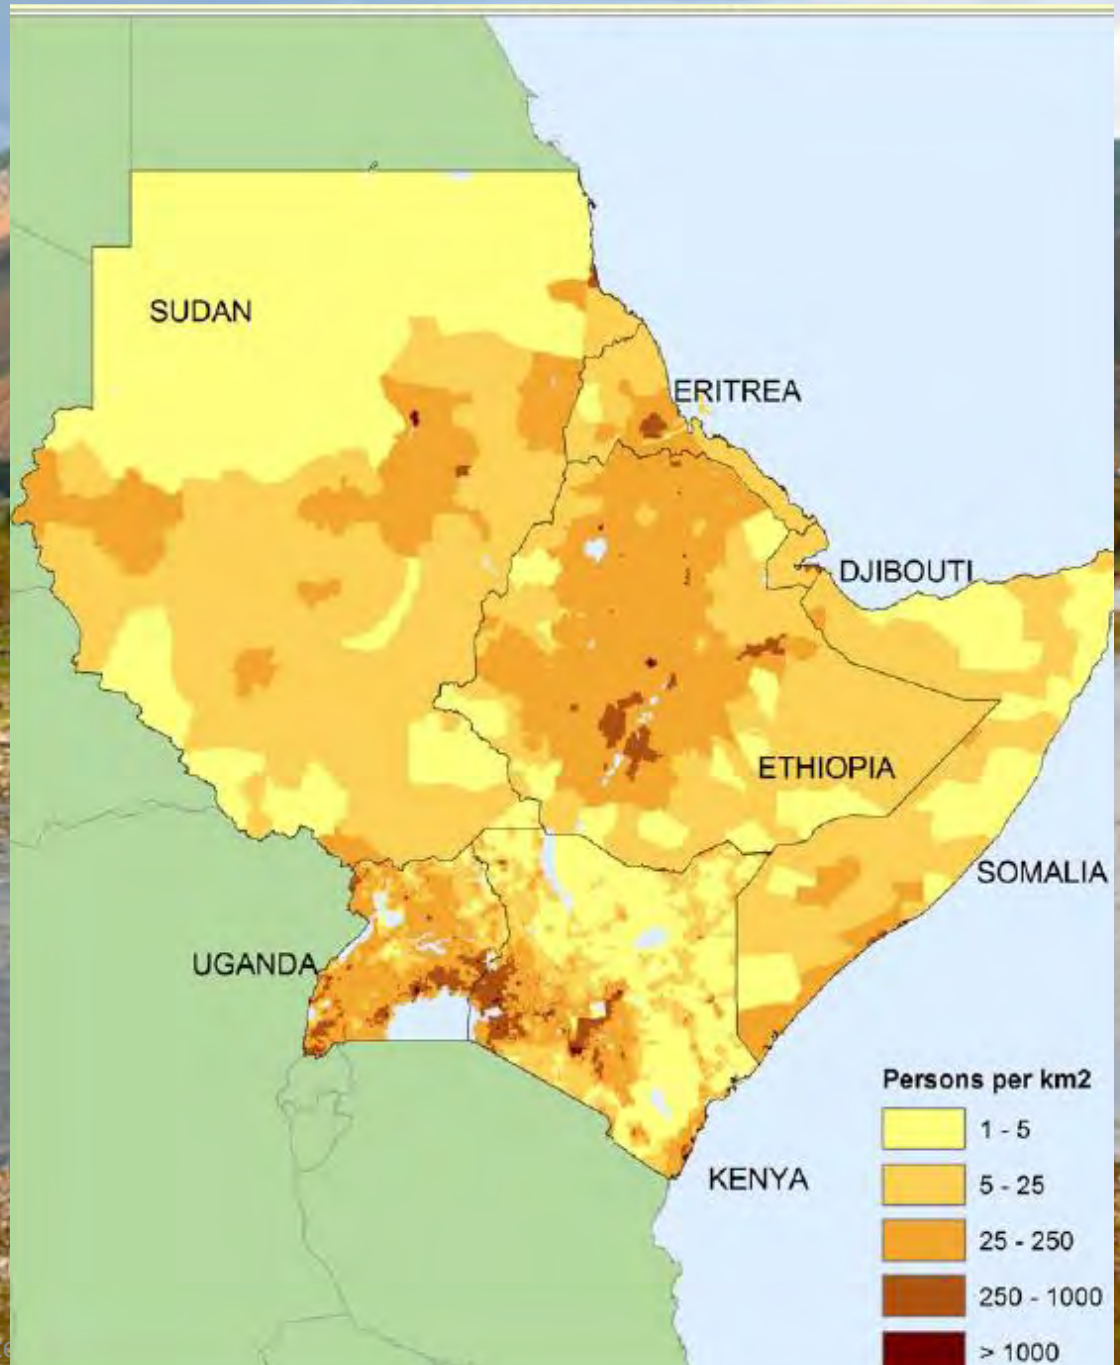 SUDAN
ERITREA
DJIBOUTI
ETHIOPIA
SOMALIA
UGANDA
KENYA
Persons per km2
1 - 5
5 - 25
25 - 250
250 - 1000
> 1000